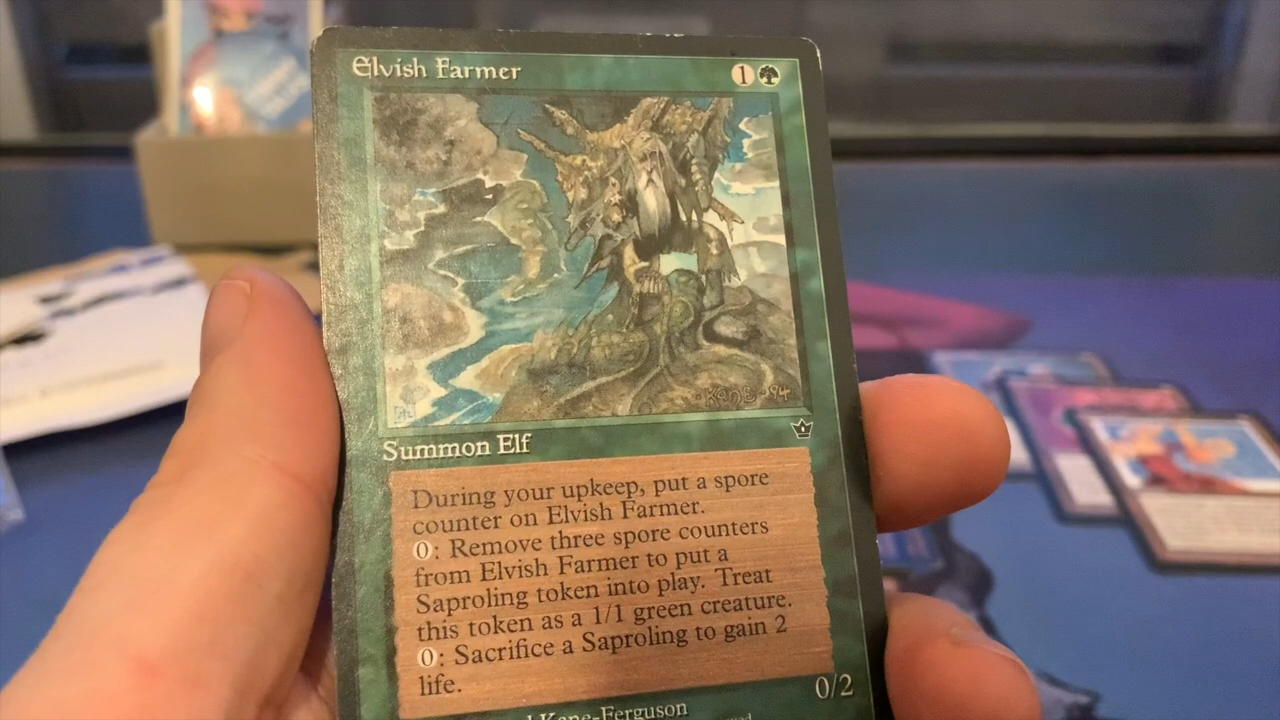 Elvish Farmer 1
KANE 94
Summon Elf
During your upkeep, put a spore
counter on Elvish Farmer.
0: Remove three spore counters
from Elvish Farmer to put a
Saproling token into play. Treat
this token as a 1/1 green creature.
0: Sacrifice a Saproling to gain 2
life.
0/2
Kane-Ferguson